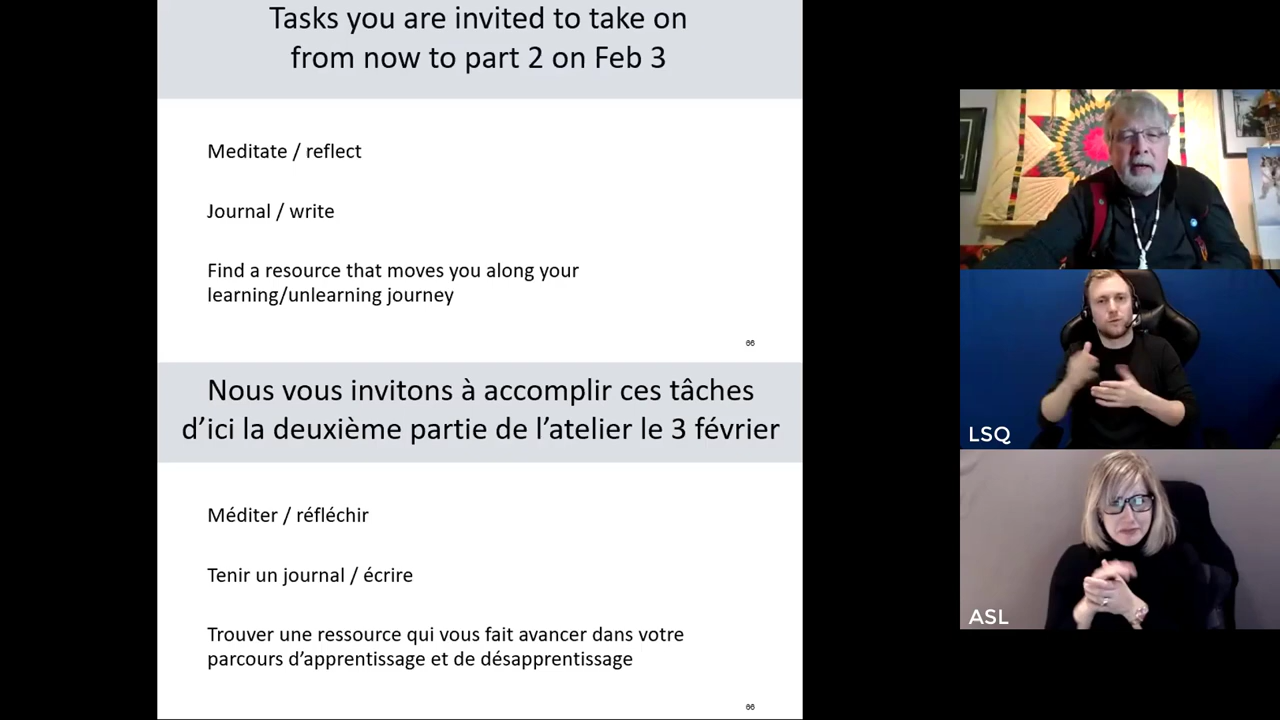 Tasks you are invited to take on
from now to part 2 on Feb 3
Meditate / reflect
Journal / write
Find a resource that moves you along your
learning/unlearning journey
66
Nous vous invitons à accomplir ces tâches
d’ici la deuxième partie de l’atelier le 3 février
Méditer / réfléchir
Tenir un journal / écrire
Trouver une ressource qui vous fait avancer dans votre
parcours d’apprentissage et de désapprentissage
66
LSQ
ASL